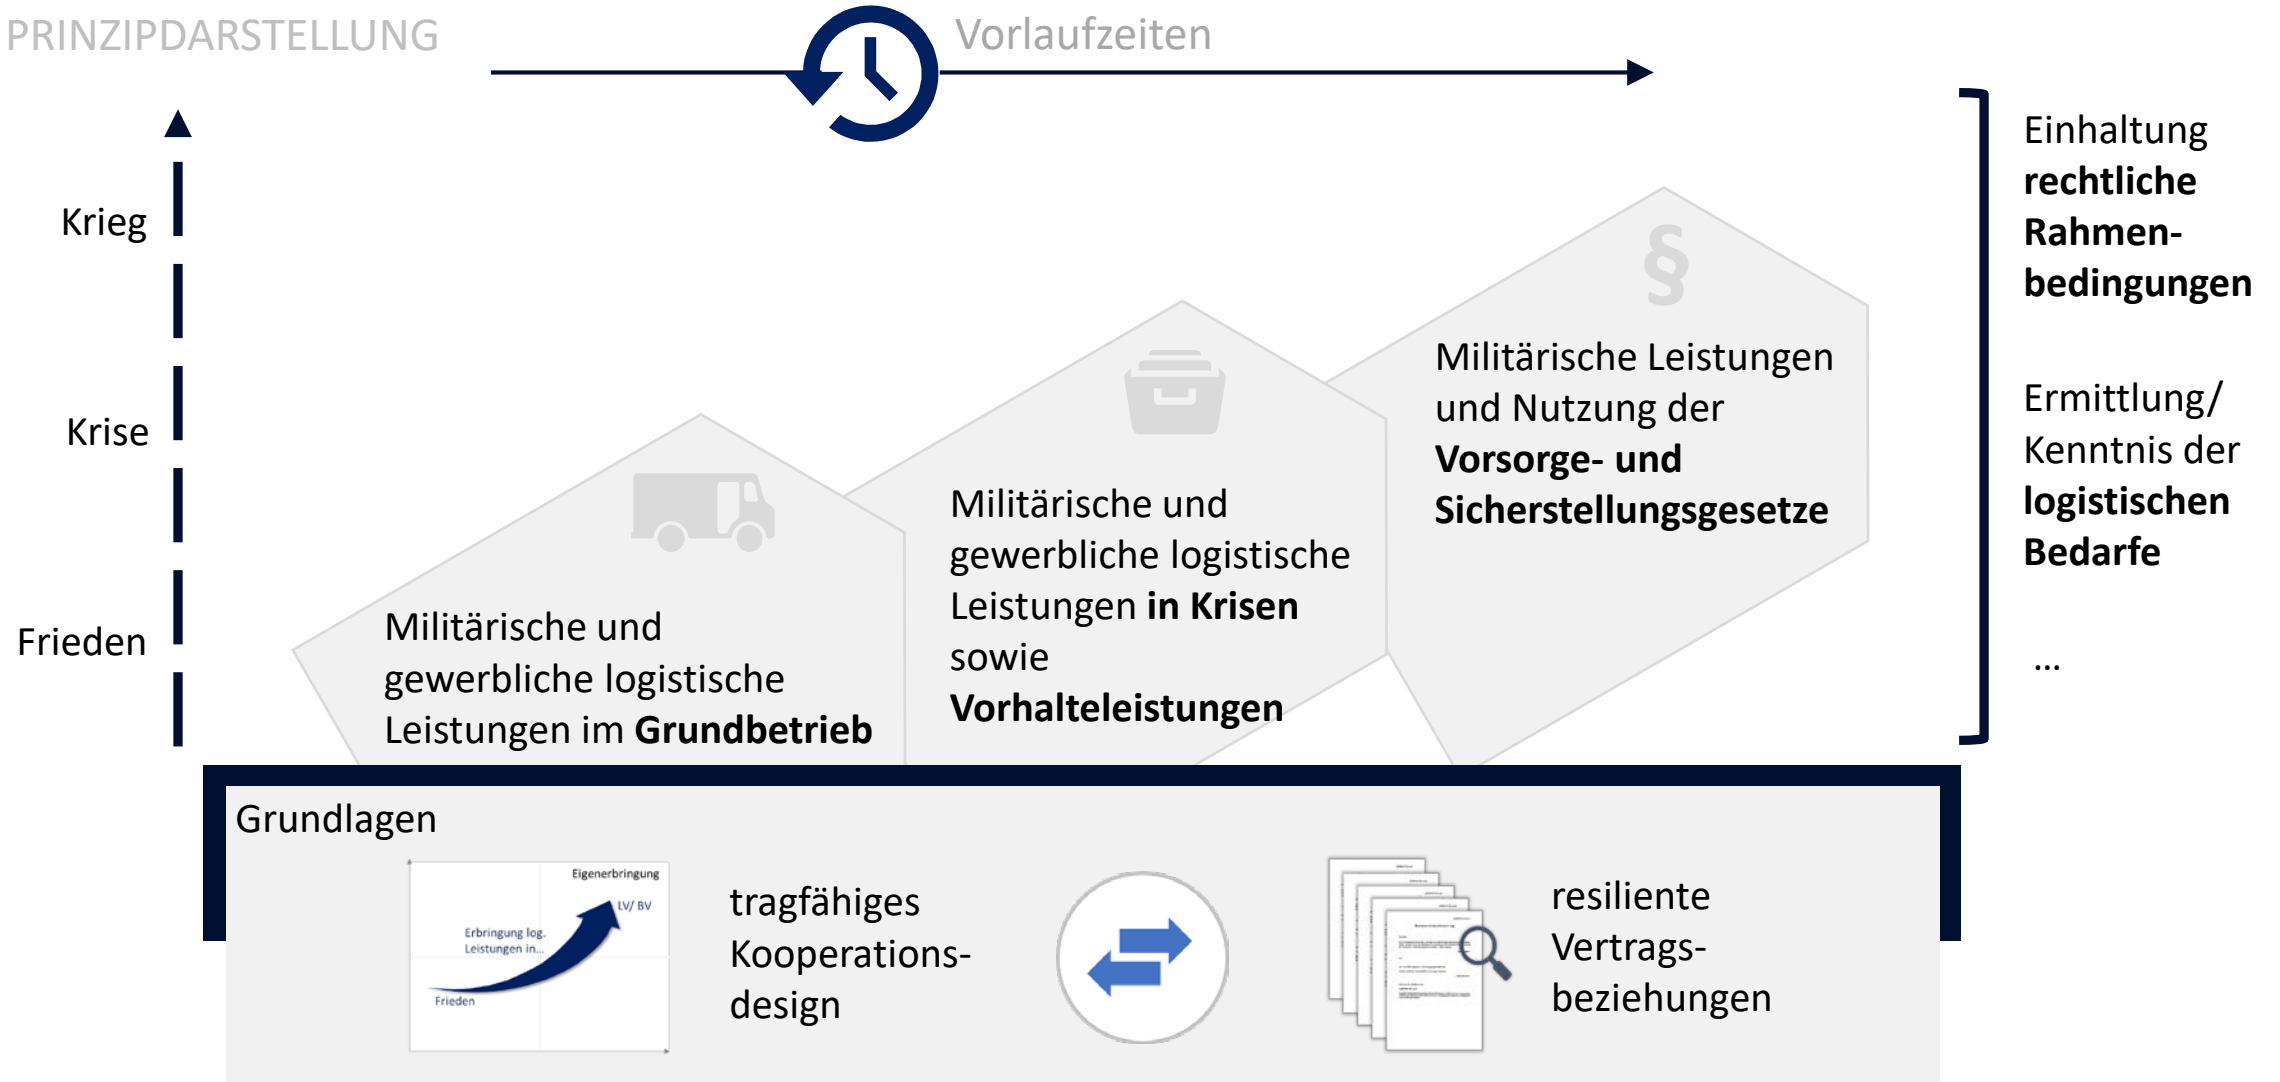 PRINZIPDARSTELLUNG
Vorlaufzeiten
Krieg
Krise
Frieden
Militärische und
gewerbliche logistische
Leistungen im Grundbetrieb
Militärische und
gewerbliche logistische
Leistungen in Krisen
sowie
Vorhalteleistungen
§
Militärische Leistungen
und Nutzung der
Vorsorge- und
Sicherstellungsgesetze
Einhaltung
rechtliche
Rahmen-
bedingungen
Ermittlung/
Kenntnis der
logistischen
Bedarfe
...
Grundlagen
Eigenerbringung
LV/ BV
Erbringung log.
Leistungen in...
Frieden
tragfähiges
Kooperations-
design
resiliente
Vertrags-
beziehungen